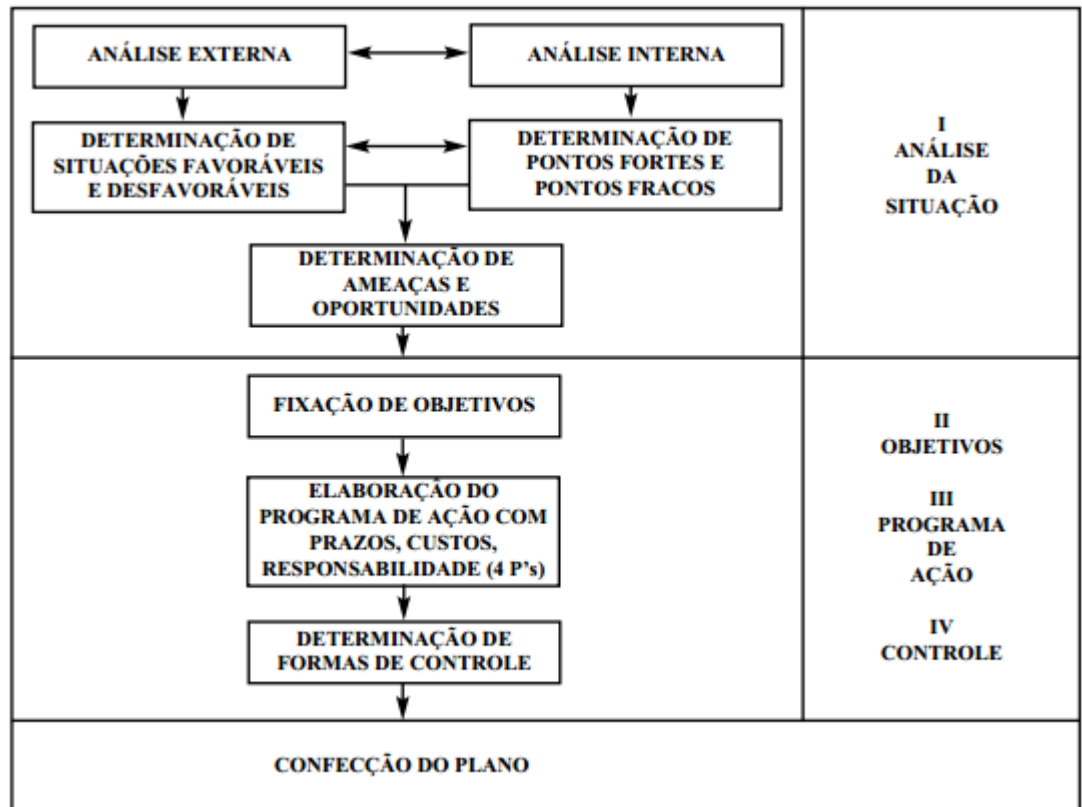 ANÁLISE EXTERNA
ANÁLISE INTERNA
DETERMINAÇÃO DE
SITUAÇÕES FAVORÁVEIS
E DESFAVORÁVEIS
DETERMINAÇÃO DE
PONTOS FORTES E
PONTOS FRACOS
DETERMINAÇÃO DE
AMEAÇAS E
OPORTUNIDADES
I
ANÁLISE
DA
SITUAÇÃO
FIXAÇÃO DE OBJETIVOS
ELABORAÇÃO DO
PROGRAMA DE AÇÃO COM
PRAZOS, CUSTOS,
RESPONSABILIDADE (4 P's)
DETERMINAÇÃO DE
FORMAS DE CONTROLE
II
OBJETIVOS
III
PROGRAMA
DE
AÇÃO
IV
CONTROLE
CONFECÇÃO DO PLANO